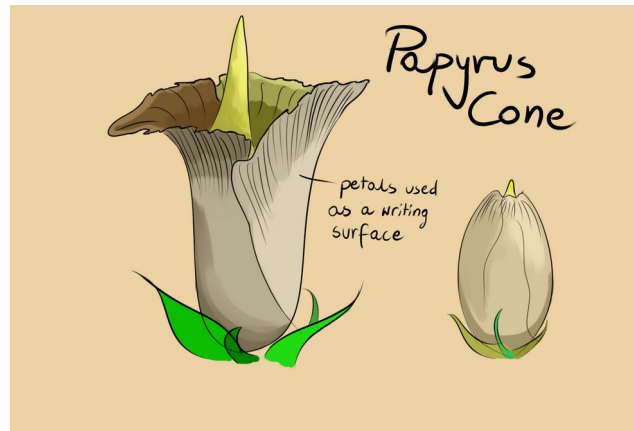 Papyrus
Cone
petals used
as a writing
surface